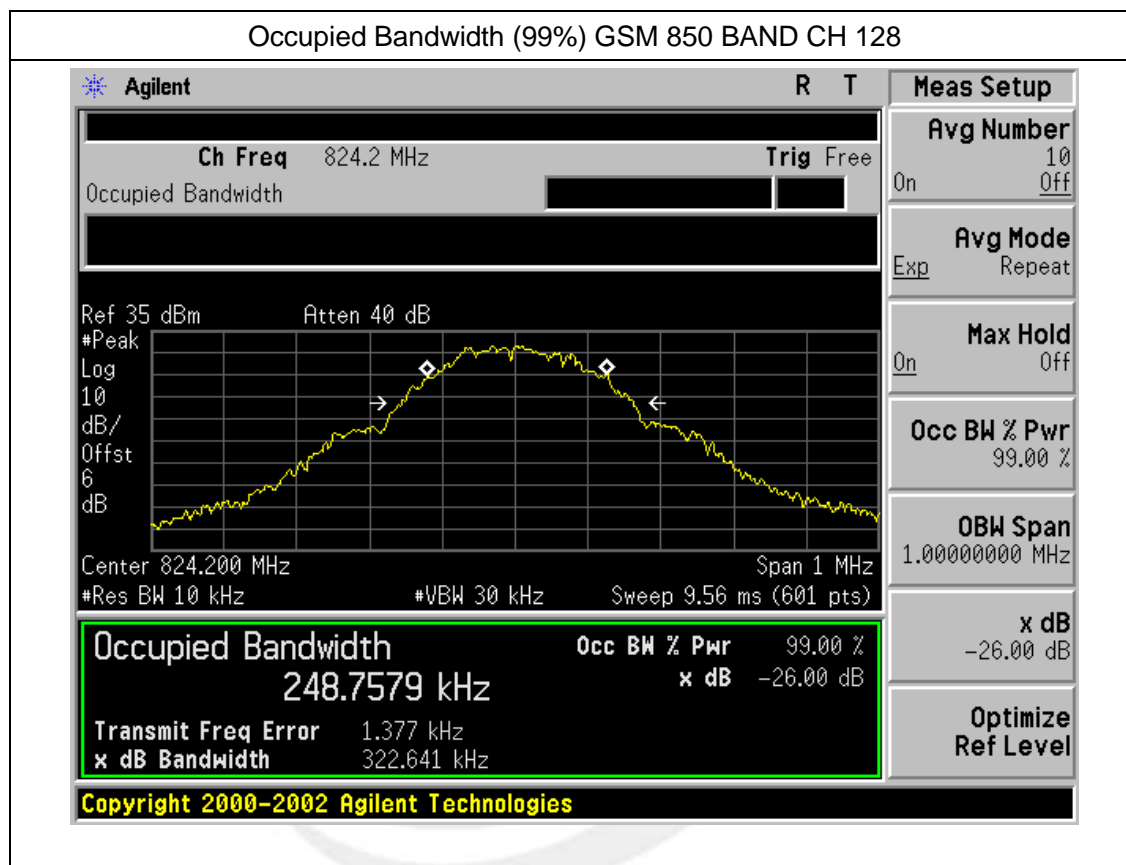 Occupied Bandwidth (99%) GSM 850 BAND CH 128
Agilent R T
Ch Freq 824.2 MHz Trig Free
Occupied Bandwidth
Ref 35 dBm Atten 40 dB
#Peak
Log
10
dB/
Offst
6
dB
Center 824.200 MHz Span 1 MHz
#Res BW 10 kHz #VBW 30 kHz Sweep 9.56 ms (601 pts)
Occupied Bandwidth Occ BW % Pwr 99.00 %
248.7579 kHz x dB -26.00 dB
Transmit Freq Error 1.377 kHz
x dB Bandwidth 322.641 kHz
Copyright 2000-2002 Agilent Technologies
Meas Setup
Avg Number
10
On Off
Avg Mode
Exp Repeat
Max Hold
On Off
Occ BW % Pwr
99.00 %
OBW Span
1.00000000 MHz
x dB
-26.00 dB
Optimize
Ref Level